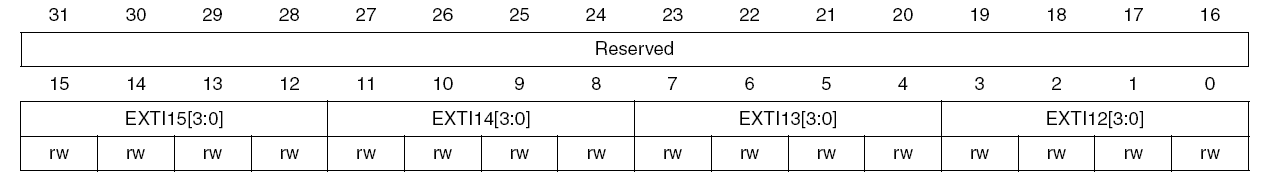 31 30 29 28 27 26 25 24 23 22 21 20 19 18 17 16
Reserved
15 14 13 12 11 10 9 8 7 6 5 4 3 2 1 0
EXTI15[3:0] EXTI14[3:0] EXTI13[3:0] EXTI12[3:0]
rw rw rw rw rw rw rw rw rw rw rw rw rw rw rw rw